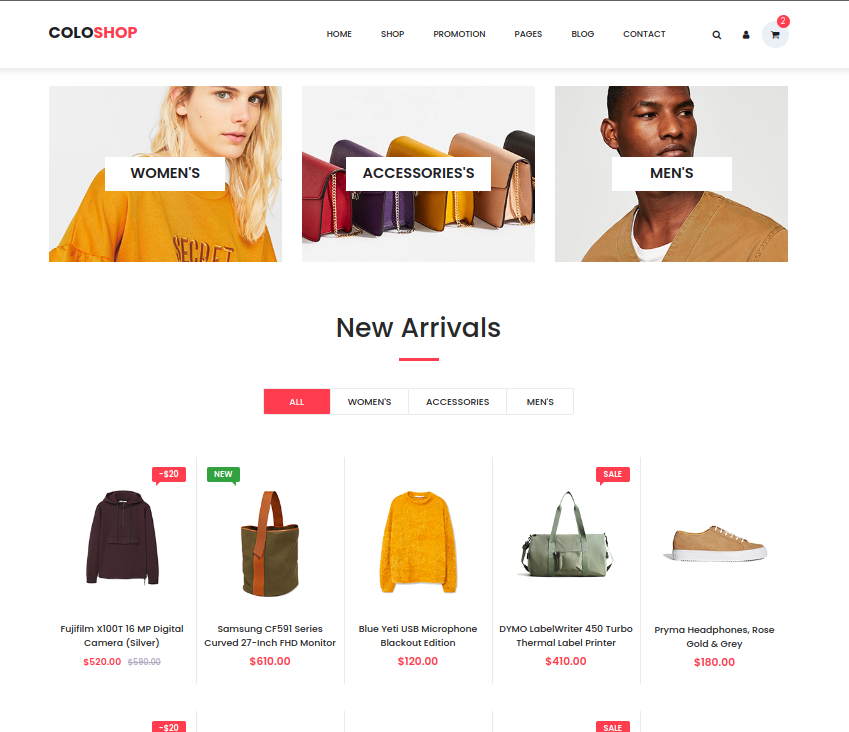 COLOSHOP
HOME SHOP PROMOTION PAGES BLOG CONTACT
2
WOMEN'S
ACCESSORIES'S
MEN'S
SECRET
New Arrivals
ALL WOMEN'S ACCESSORIES MEN'S
-$20
NEW
SALE
Fujifilm X100T 16 MP Digital
Camera (Silver)
$520.00 $590.00
Samsung CF591 Series
Curved 27-Inch FHD Monitor
$610.00
Blue Yeti USB Microphone
Blackout Edition
$120.00
DYMO LabelWriter 450 Turbo
Thermal Label Printer
$410.00
Pryma Headphones, Rose
Gold & Grey
$180.00
-$20
SALE